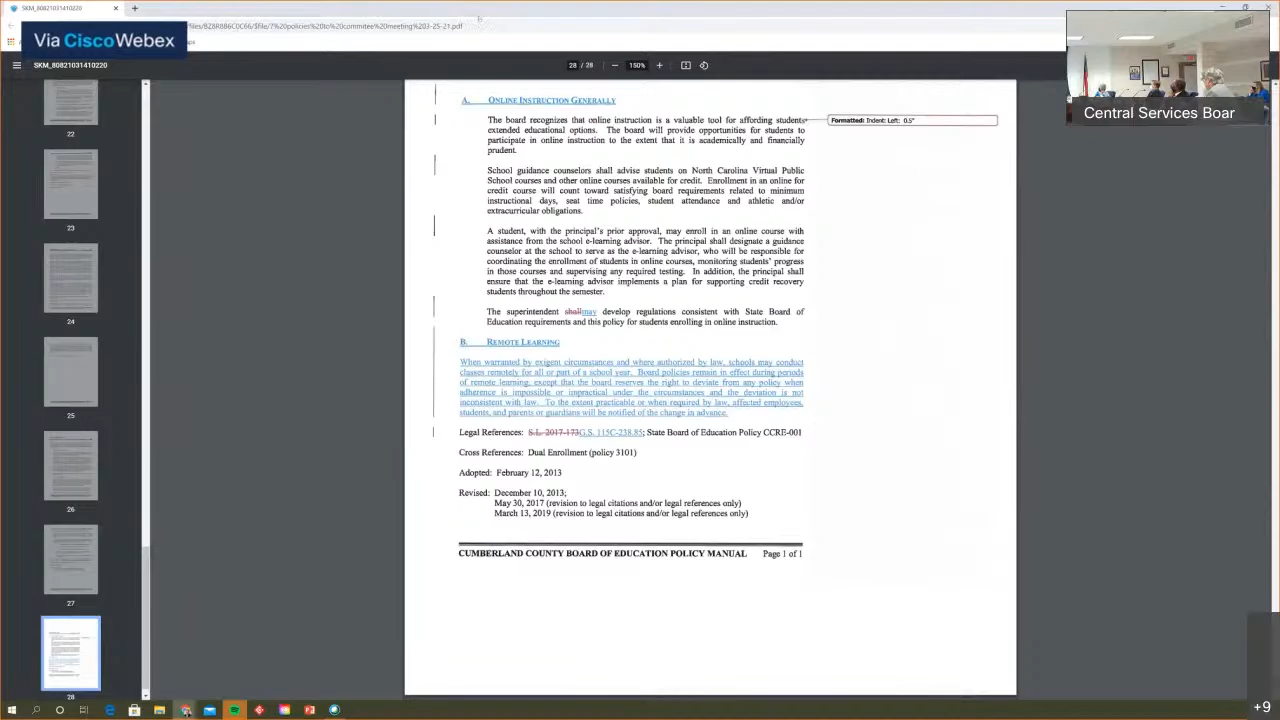 SKM_80821031410220
files/BZ8R886C0C66/$file/7%20policies%20to%20commitee%20meeting%203-25-21.pdf
Via CiscoWebex
SKM_80821031410220
28 / 28
150%
Central Services Boar
22
23
24
25
26
27
28
A. ONLINE INSTRUCTION GENERALLY
The board recognizes that online instruction is a valuable tool for affording students
extended educational options. The board will provide opportunities for students to
participate in online instruction to the extent that it is academically and financially
prudent.
Formatted: Indent: Left: 0.5"
School guidance counselors shall advise students on North Carolina Virtual Public
School courses and other online courses available for credit. Enrollment in an online for
credit course will count toward satisfying board requirements related to minimum
instructional days, seat time policies, student attendance and athletic and/or
extracurricular obligations.
A student, with the principal's prior approval, may enroll in an online course with
assistance from the school e-learning advisor. The principal shall designate a guidance
counselor at the school to serve as the e-learning advisor, who will be responsible for
coordinating the enrollment of students in online courses, monitoring students' progress
in those courses and supervising any required testing. In addition, the principal shall
ensure that the e-learning advisor implements a plan for supporting credit recovery
students throughout the semester.
The superintendent shallmay develop regulations consistent with State Board of
Education requirements and this policy for students enrolling in online instruction.
B. REMOTE LEARNING
When warranted by exigent circumstances and where authorized by law, schools may conduct
classes remotely for all or part of a school year. Board policies remain in effect during periods
of remote learning, except that the board reserves the right to deviate from any policy when
adherence is impossible or impractical under the circumstances and the deviation is not
inconsistent with law. To the extent practicable or when required by law, affected employees,
students, and parents or guardians will be notified of the change in advance.
Legal References: S.L. 2017-173G.S. 115C-238.85; State Board of Education Policy CCRE-001
Cross References: Dual Enrollment (policy 3101)
Adopted: February 12, 2013
Revised: December 10, 2013;
May 30, 2017 (revision to legal citations and/or legal references only)
March 13, 2019 (revision to legal citations and/or legal references only)
CUMBERLAND COUNTY BOARD OF EDUCATION POLICY MANUAL Page 1 of 1
+9